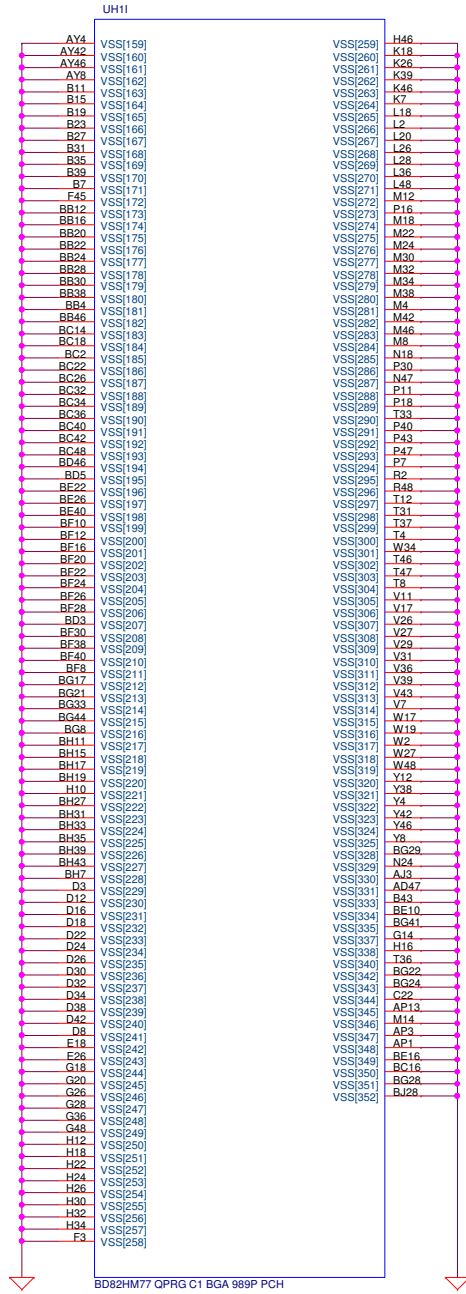 UH1I
AY4 VSS[159] VSS[259] H46
AY42 VSS[160] VSS[260] K18
AY46 VSS[161] VSS[261] K26
AY8 VSS[162] VSS[262] K39
B11 VSS[163] VSS[263] K46
B15 VSS[164] VSS[264] K7
B19 VSS[165] VSS[265] L18
B23 VSS[166] VSS[266] L2
B27 VSS[167] VSS[267] L20
B31 VSS[168] VSS[268] L26
B35 VSS[169] VSS[269] L28
B39 VSS[170] VSS[270] L36
B7 VSS[171] VSS[271] L48
F45 VSS[172] VSS[272] M12
BB12 VSS[173] VSS[273] P16
BB16 VSS[174] VSS[274] M18
BB20 VSS[175] VSS[275] M22
BB22 VSS[176] VSS[276] M24
BB24 VSS[177] VSS[277] M30
BB28 VSS[178] VSS[278] M32
BB30 VSS[179] VSS[279] M34
BB38 VSS[180] VSS[280] M38
BB4 VSS[181] VSS[281] M4
BB46 VSS[182] VSS[282] M42
BC14 VSS[183] VSS[283] M46
BC18 VSS[184] VSS[284] M8
BC2 VSS[185] VSS[285] N18
BC22 VSS[186] VSS[286] P30
BC26 VSS[187] VSS[287] N47
BC32 VSS[188] VSS[288] P11
BC34 VSS[189] VSS[289] P18
BC36 VSS[190] VSS[290] T33
BC40 VSS[191] VSS[291] P40
BC42 VSS[192] VSS[292] P43
BC48 VSS[193] VSS[293] P47
BD46 VSS[194] VSS[294] P7
BD5 VSS[195] VSS[295] R2
BE22 VSS[196] VSS[296] R48
BE26 VSS[197] VSS[297] T12
BE40 VSS[198] VSS[298] T31
BF10 VSS[199] VSS[299] T37
BF12 VSS[200] VSS[300] T4
BF16 VSS[201] VSS[301] W34
BF20 VSS[202] VSS[302] T46
BF22 VSS[203] VSS[303] T47
BF24 VSS[204] VSS[304] T8
BF26 VSS[205] VSS[305] V11
BF28 VSS[206] VSS[306] V17
BD3 VSS[207] VSS[307] V26
BF30 VSS[208] VSS[308] V27
BF38 VSS[209] VSS[309] V29
BF40 VSS[210] VSS[310] V31
BF8 VSS[211] VSS[311] V36
BG17 VSS[212] VSS[312] V39
BG21 VSS[213] VSS[313] V43
BG33 VSS[214] VSS[314] V7
BG44 VSS[215] VSS[315] W17
BG8 VSS[216] VSS[316] W19
BH11 VSS[217] VSS[317] W2
BH15 VSS[218] VSS[318] W27
BH17 VSS[219] VSS[319] W48
BH19 VSS[220] VSS[320] Y12
H10 VSS[221] VSS[321] Y38
BH27 VSS[222] VSS[322] Y4
BH31 VSS[223] VSS[323] Y42
BH33 VSS[224] VSS[324] Y46
BH35 VSS[225] VSS[325] Y8
BH39 VSS[226] VSS[328] BG29
BH43 VSS[227] VSS[329] N24
BH7 VSS[228] VSS[330] AJ3
D3 VSS[229] VSS[331] AD47
D12 VSS[230] VSS[333] B43
D16 VSS[231] VSS[334] BE10
D18 VSS[232] VSS[335] BG41
D22 VSS[233] VSS[337] G14
D24 VSS[234] VSS[338] H16
D26 VSS[235] VSS[340] T36
D30 VSS[236] VSS[342] BG22
D32 VSS[237] VSS[343] BG24
D34 VSS[238] VSS[344] C22
D38 VSS[239] VSS[345] AP13
D42 VSS[240] VSS[346] M14
D8 VSS[241] VSS[347] AP3
E18 VSS[242] VSS[348] AP1
E26 VSS[243] VSS[349] BE16
G18 VSS[244] VSS[350] BC16
G20 VSS[245] VSS[351] BG28
G26 VSS[246] VSS[352] BJ28
G28 VSS[247]
G36 VSS[248]
G48 VSS[249]
H12 VSS[250]
H18 VSS[251]
H22 VSS[252]
H24 VSS[253]
H26 VSS[254]
H30 VSS[255]
H32 VSS[256]
H34 VSS[257]
F3 VSS[258]
BD82HM77 QPRG C1 BGA 989P PCH